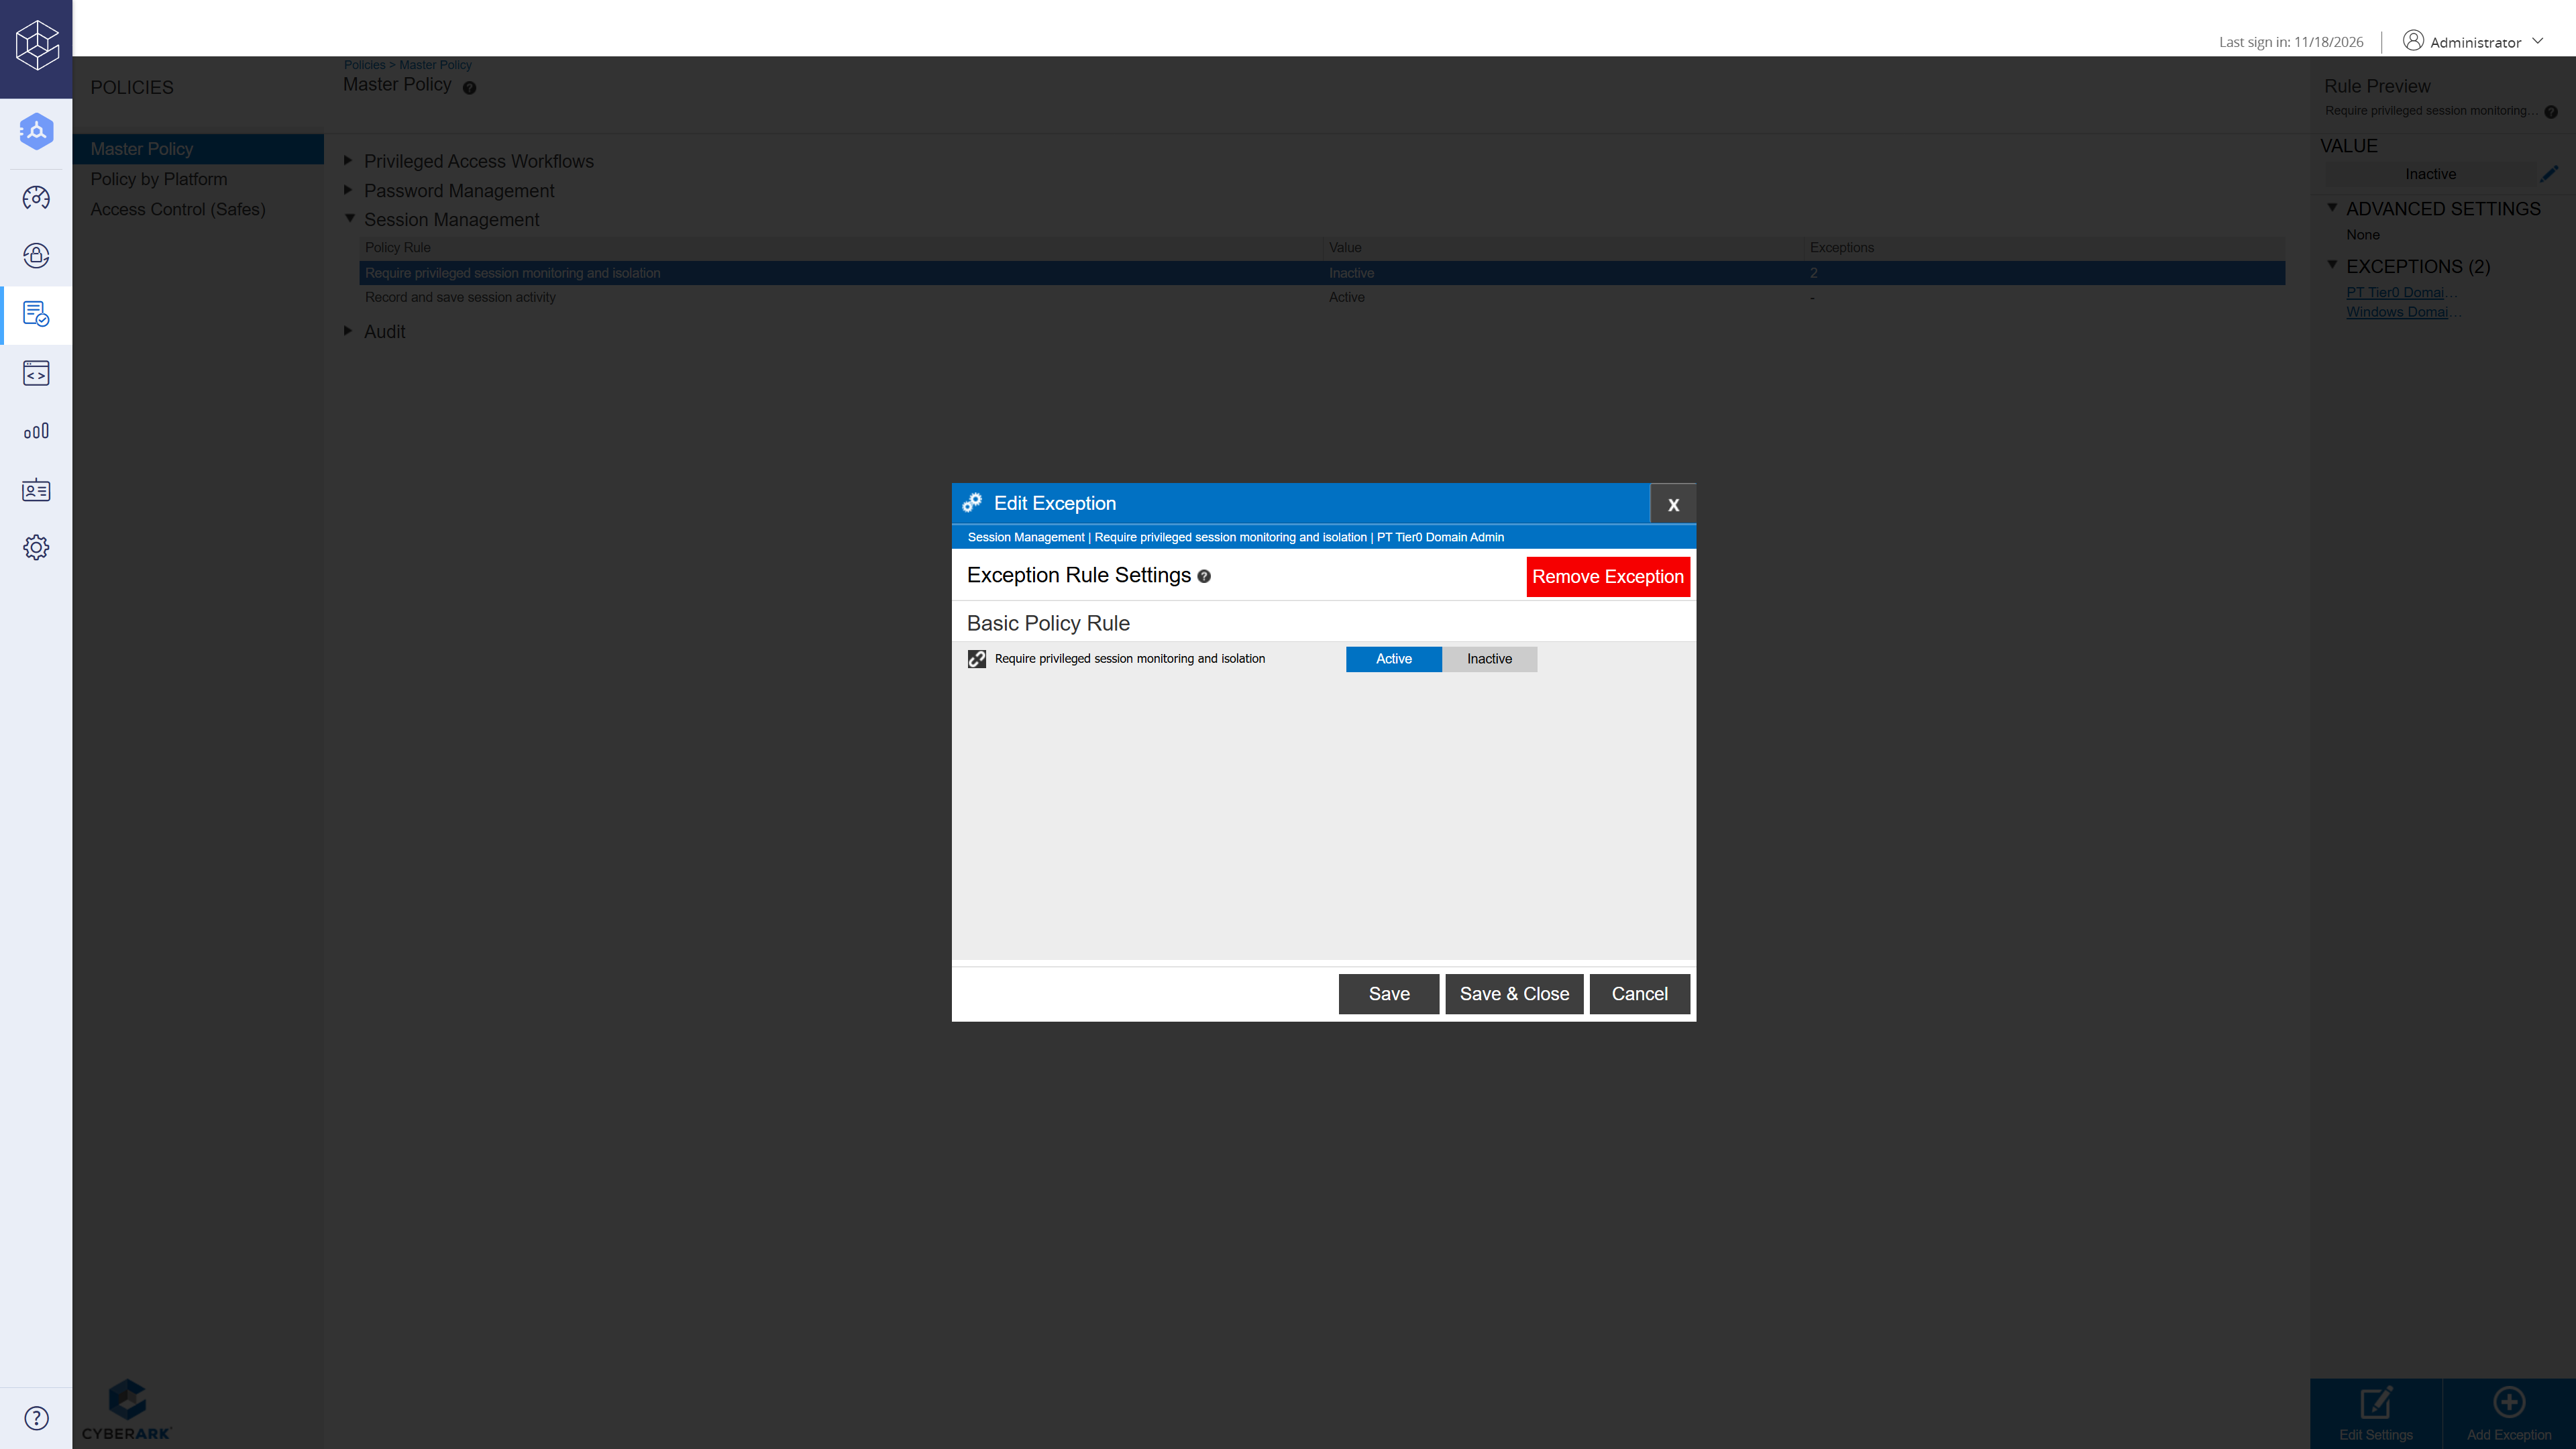 Last sign in: 11/18/2026
Administrator
POLICIES
Master Policy
Policy by Platform
Access Control (Safes)
Policies > Master Policy
Master Policy ?
Privileged Access Workflows
Password Management
Session Management
Policy Rule Value Exceptions
Require privileged session monitoring and isolation Inactive 2
Record and save session activity Active -
Audit
Rule Preview
Require privileged session monitoring... ?
VALUE
Inactive
ADVANCED SETTINGS
None
EXCEPTIONS (2)
PT Tier0 Domai...
Windows Domai...
Edit Exception
x
Session Management | Require privileged session monitoring and isolation | PT Tier0 Domain Admin
Exception Rule Settings ?
Remove Exception
Basic Policy Rule
Require privileged session monitoring and isolation
Active Inactive
Save Save & Close Cancel
?
CYBERARK
Edit Settings
Add Exception